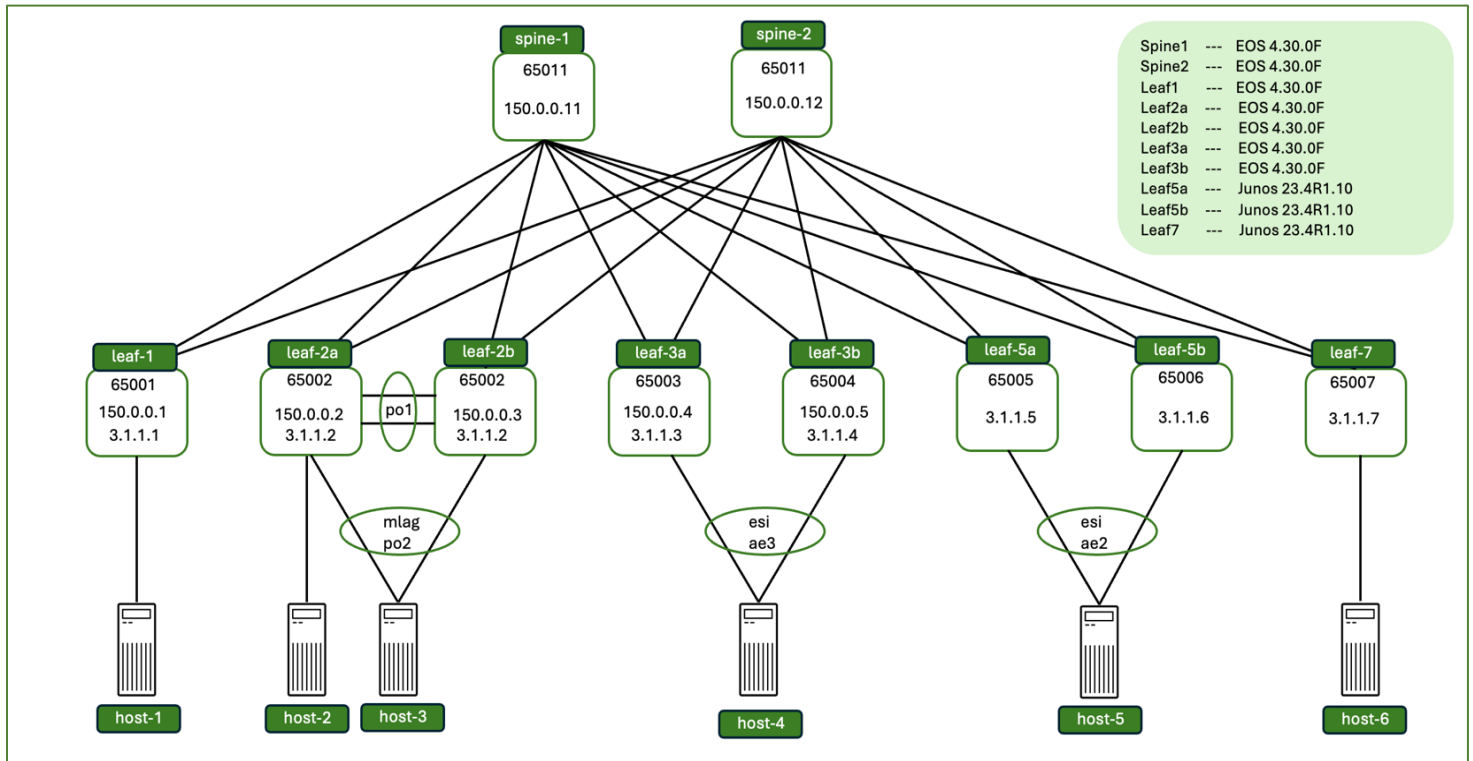 spine-1
65011
150.0.0.11
spine-2
65011
150.0.0.12
Spine1 --- EOS 4.30.0F
Spine2 --- EOS 4.30.0F
Leaf1 --- EOS 4.30.0F
Leaf2a --- EOS 4.30.0F
Leaf2b --- EOS 4.30.0F
Leaf3a --- EOS 4.30.0F
Leaf3b --- EOS 4.30.0F
Leaf5a --- Junos 23.4R1.10
Leaf5b --- Junos 23.4R1.10
Leaf7 --- Junos 23.4R1.10
leaf-1
65001
150.0.0.1
3.1.1.1
leaf-2a
65002
150.0.0.2
3.1.1.2
po1
leaf-2b
65002
150.0.0.3
3.1.1.2
leaf-3a
65003
150.0.0.4
3.1.1.3
leaf-3b
65004
150.0.0.5
3.1.1.4
leaf-5a
65005
3.1.1.5
leaf-5b
65006
3.1.1.6
leaf-7
65007
3.1.1.7
mlag
po2
esi
ae3
esi
ae2
host-1
host-2
host-3
host-4
host-5
host-6